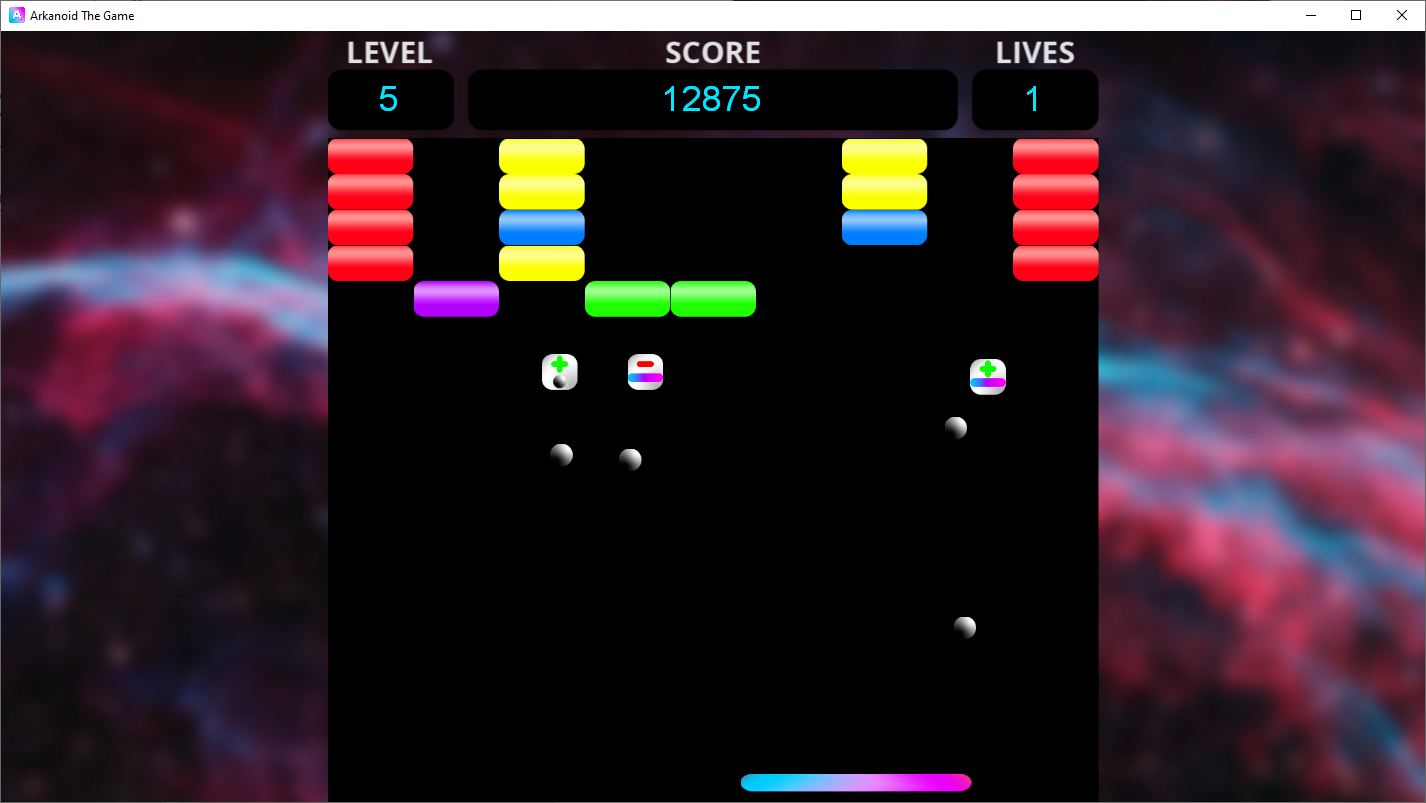 Arkanoid The Game
LEVEL SCORE LIVES
5 12875 1